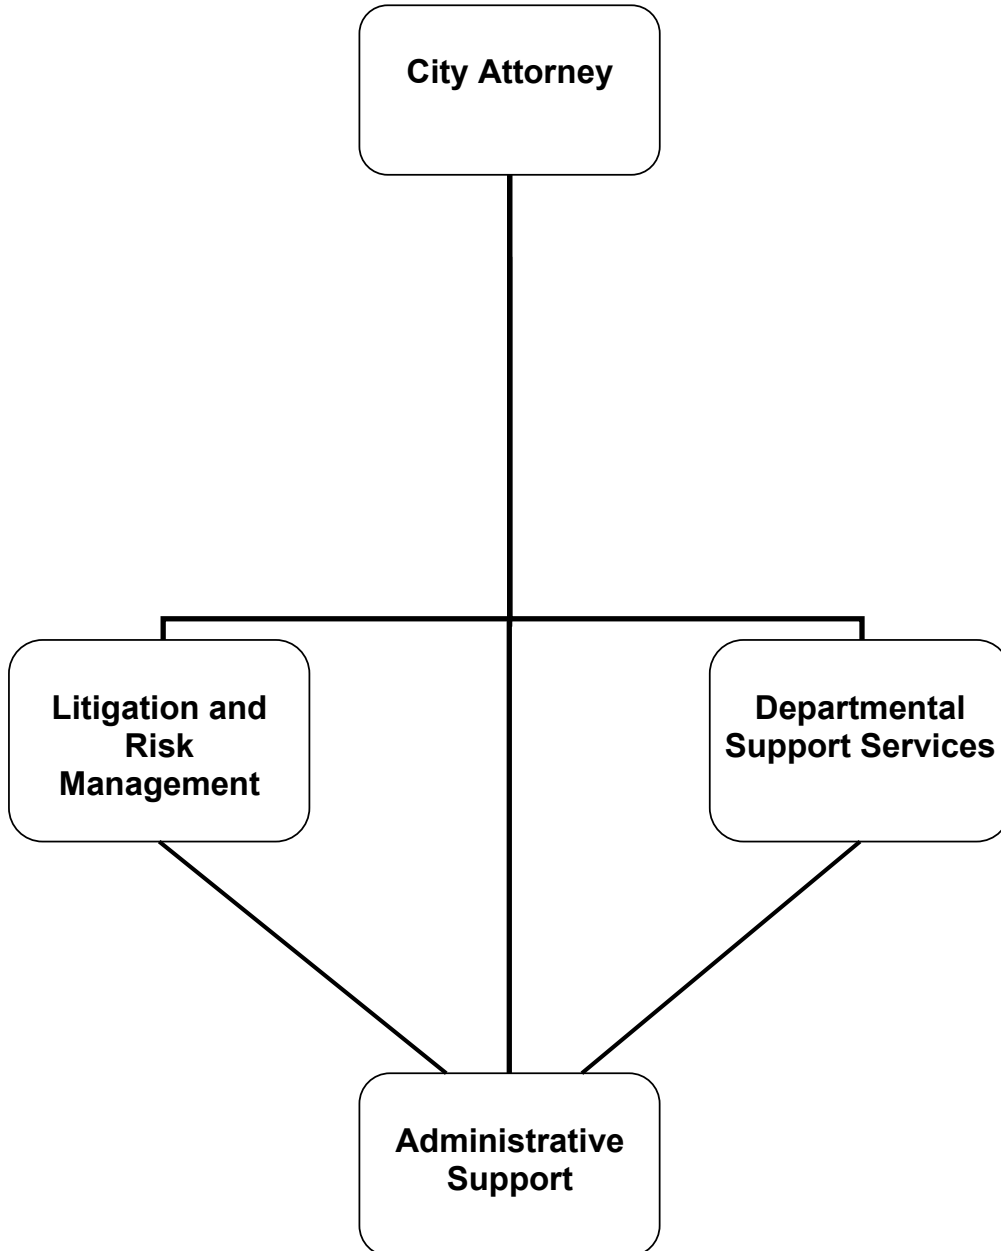 City Attorney
Litigation and
Risk
Management
Departmental
Support Services
Administrative
Support